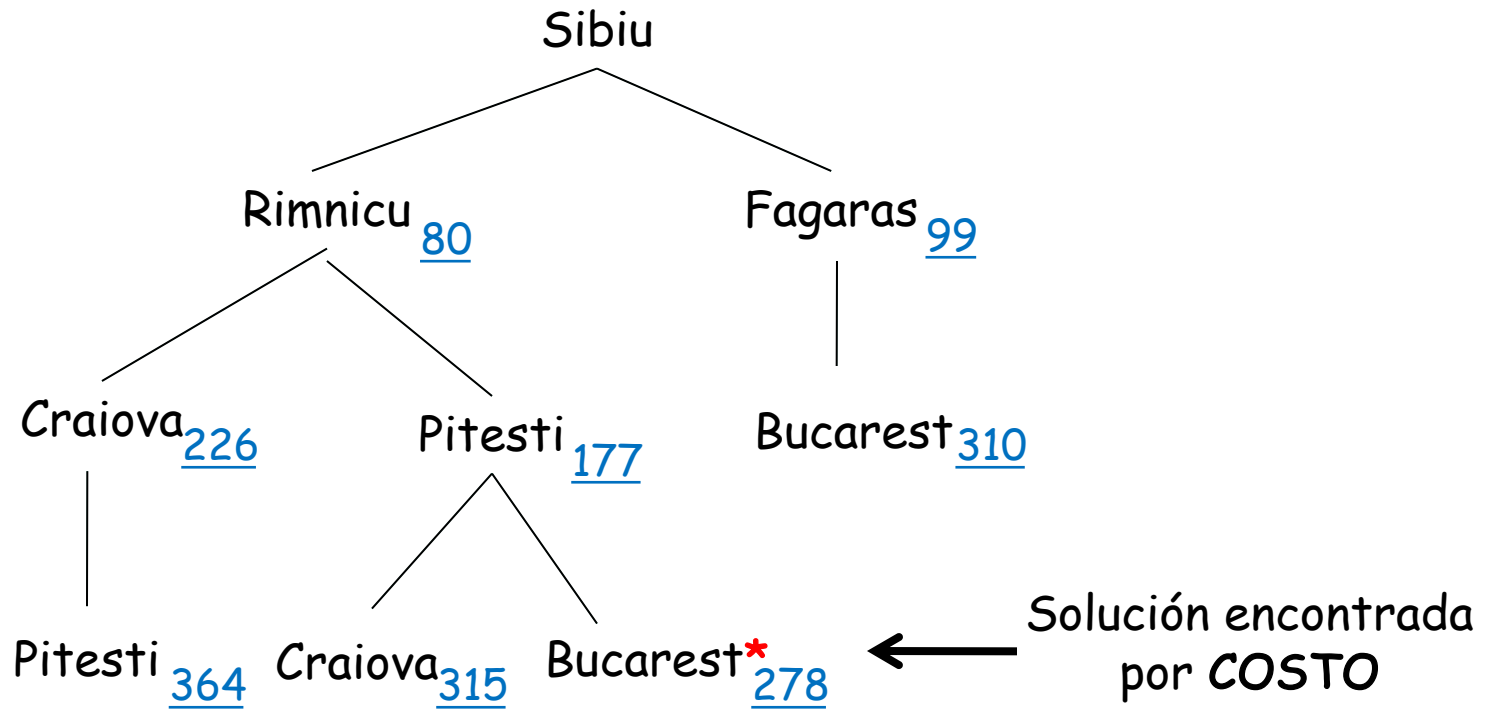 Sibiu
Rimnicu 80
Fagaras 99
Craiova 226
Pitesti 177
Bucarest 310
Pitesti 364
Craiova 315
Bucarest* 278
Solución encontrada
por COSTO